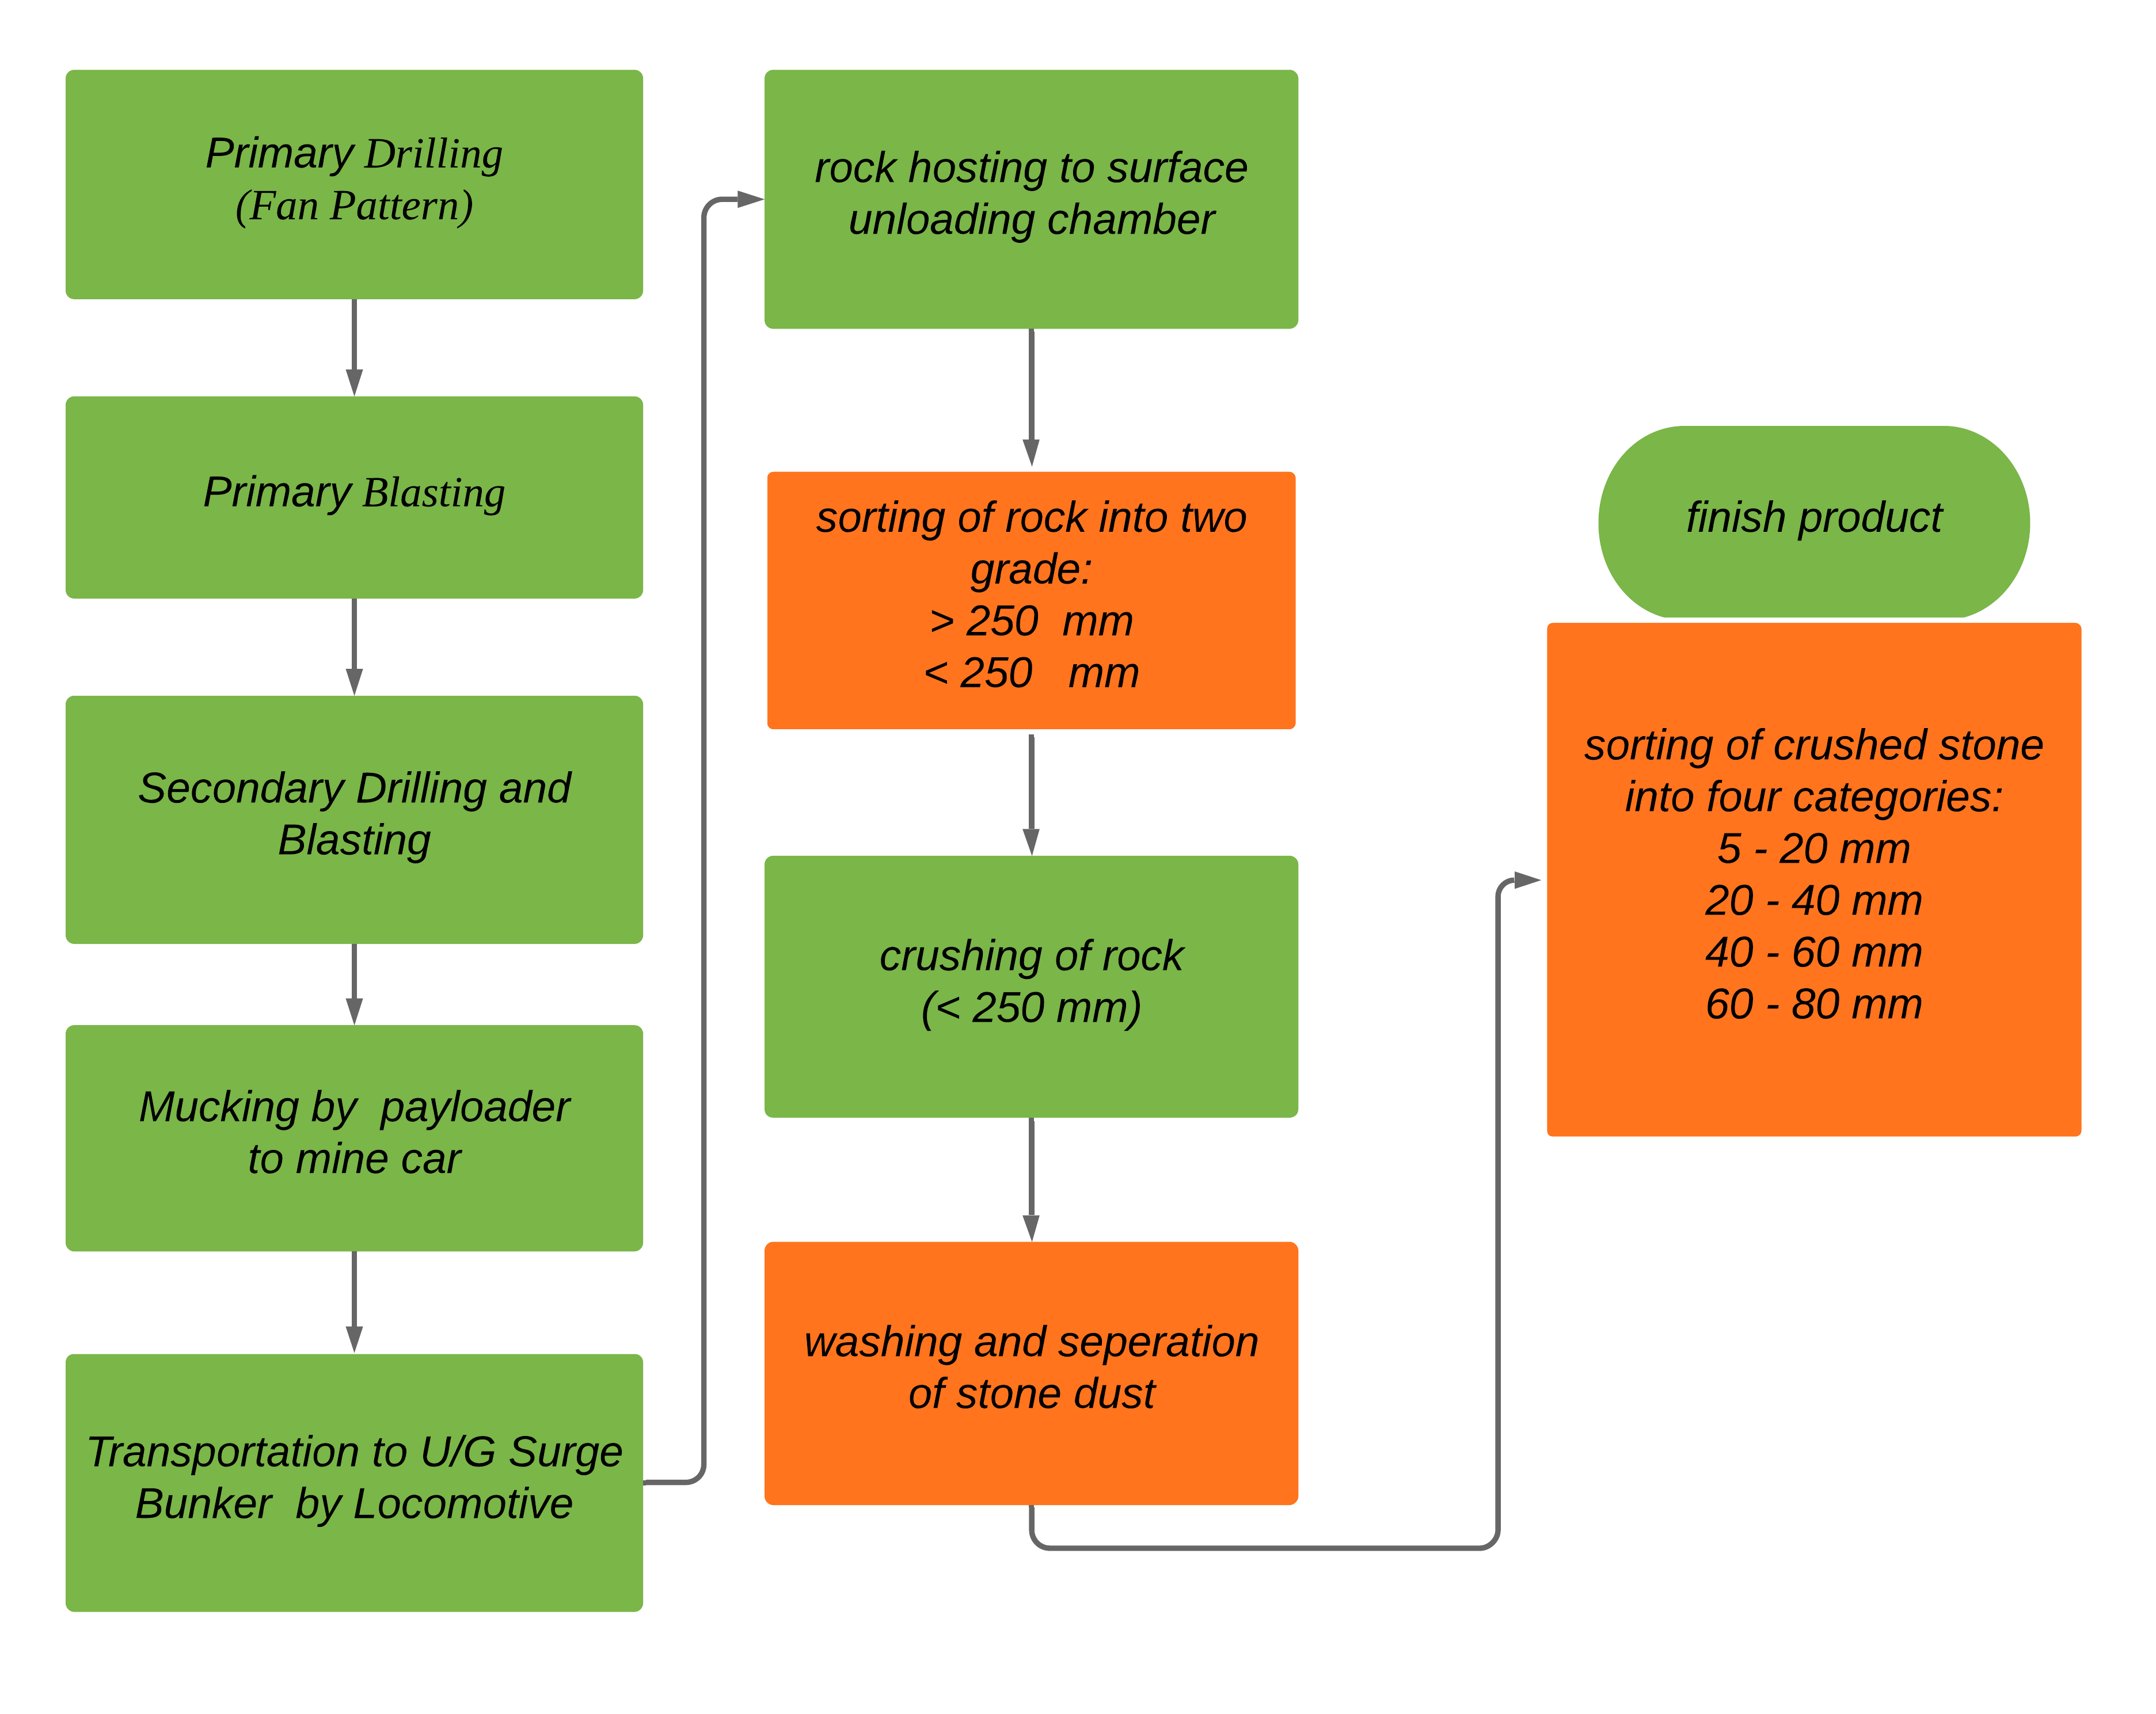 Primary Drilling
(Fan Pattern)
Primary Blasting
Secondary Drilling and
Blasting
Mucking by payloader
to mine car
Transportation to U/G Surge
Bunker by Locomotive
rock hosting to surface
unloading chamber
sorting of rock into two
grade:
> 250 mm
< 250 mm
crushing of rock
(< 250 mm)
washing and seperation
of stone dust
finish product
sorting of crushed stone
into four categories:
5 - 20 mm
20 - 40 mm
40 - 60 mm
60 - 80 mm